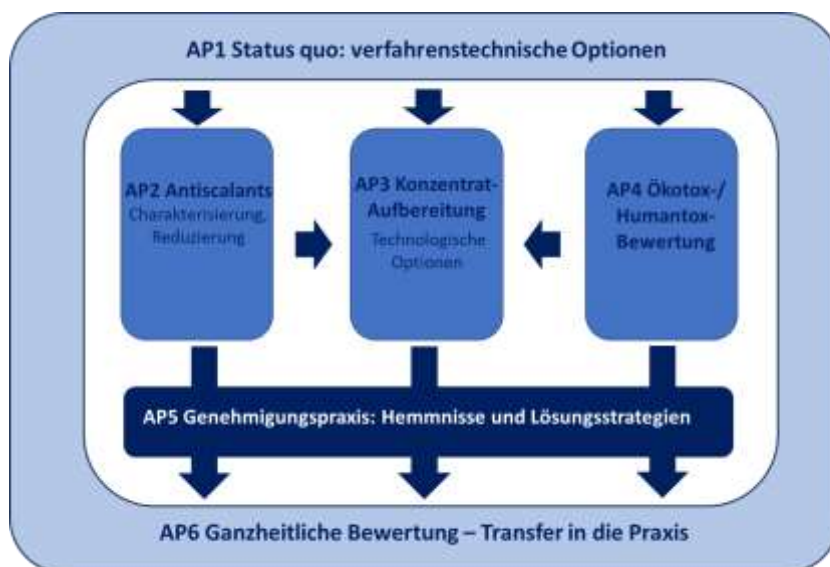 AP1 Status quo: verfahrenstechnische Optionen
AP2 Antiscalants
Charakterisierung,
Reduzierung
AP3 Konzentrat-
Aufbereitung
Technologische
Optionen
AP4 Ökotox-/
Humantox-
Bewertung
AP5 Genehmigungspraxis: Hemmnisse und Lösungsstrategien
AP6 Ganzheitliche Bewertung – Transfer in die Praxis